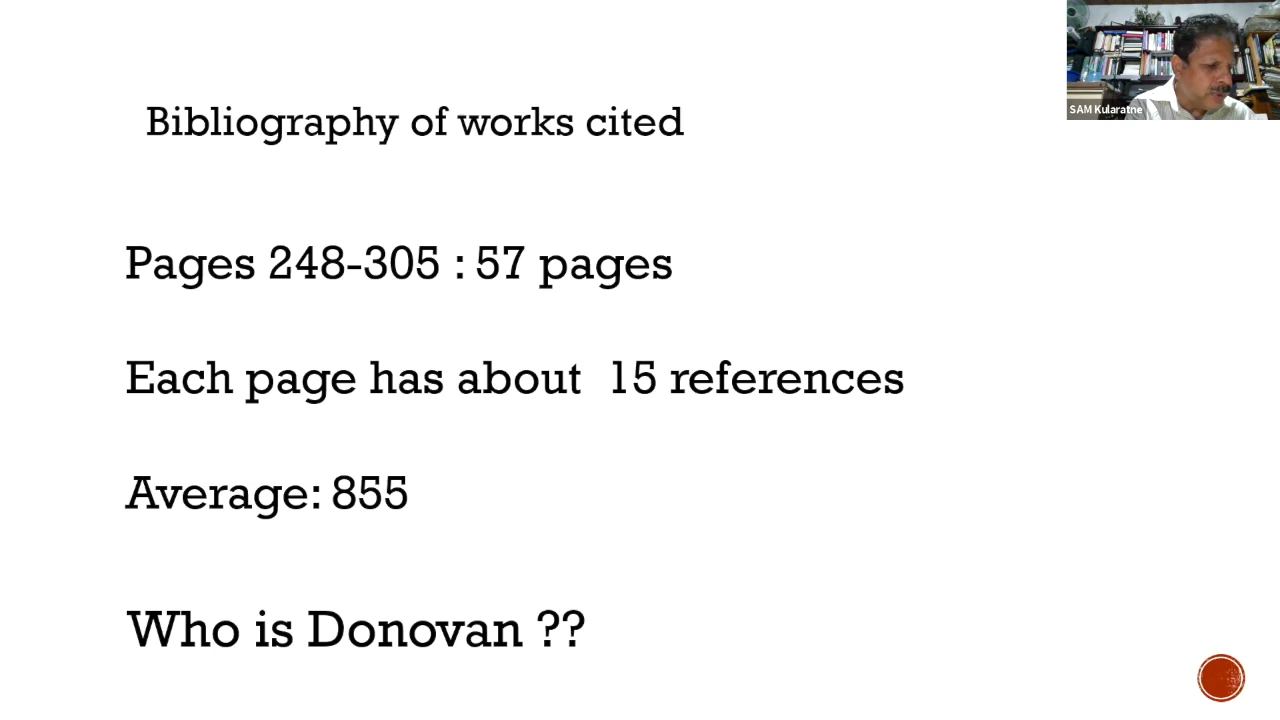 SAM Kularatne
Bibliography of works cited
Pages 248-305 : 57 pages
Each page has about 15 references
Average: 855
Who is Donovan ??